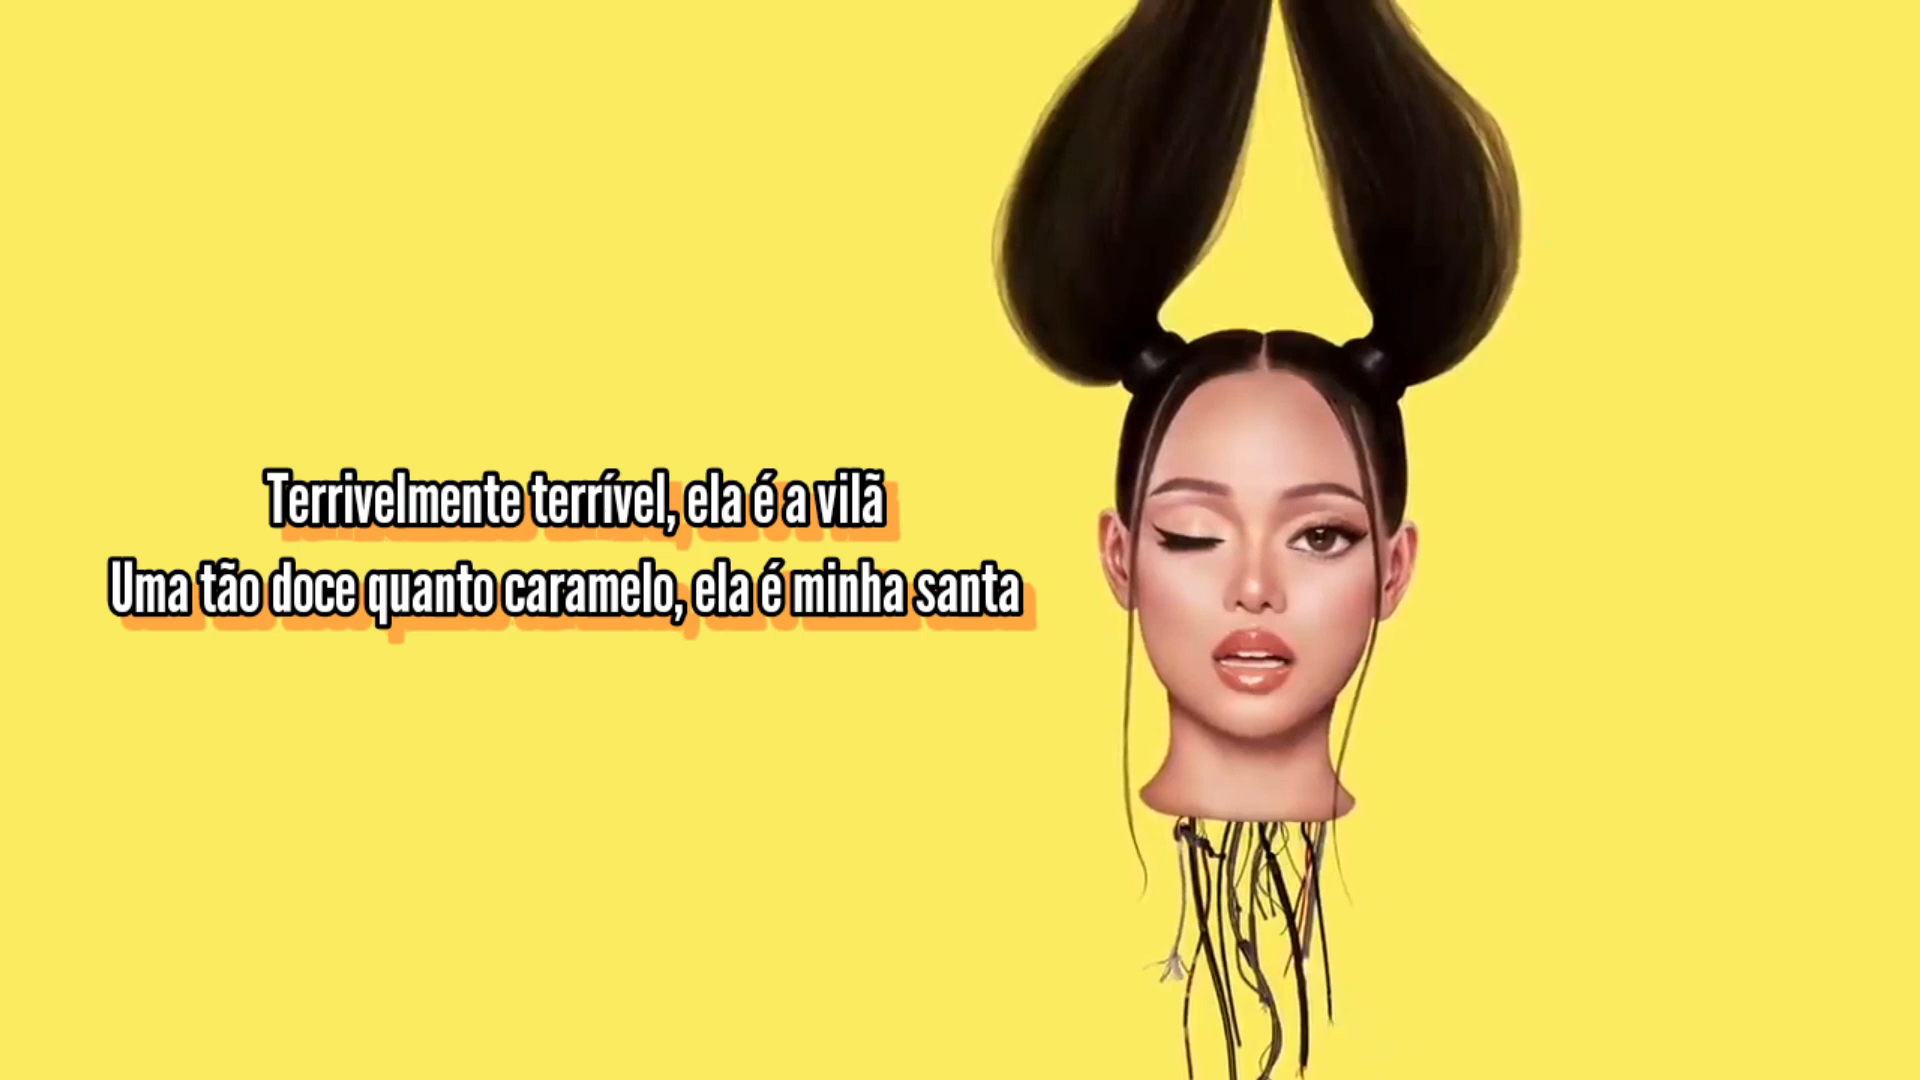 Terrivelmente terrível, ela é a vilã
Uma tão doce quanto caramelo, ela é minha santa